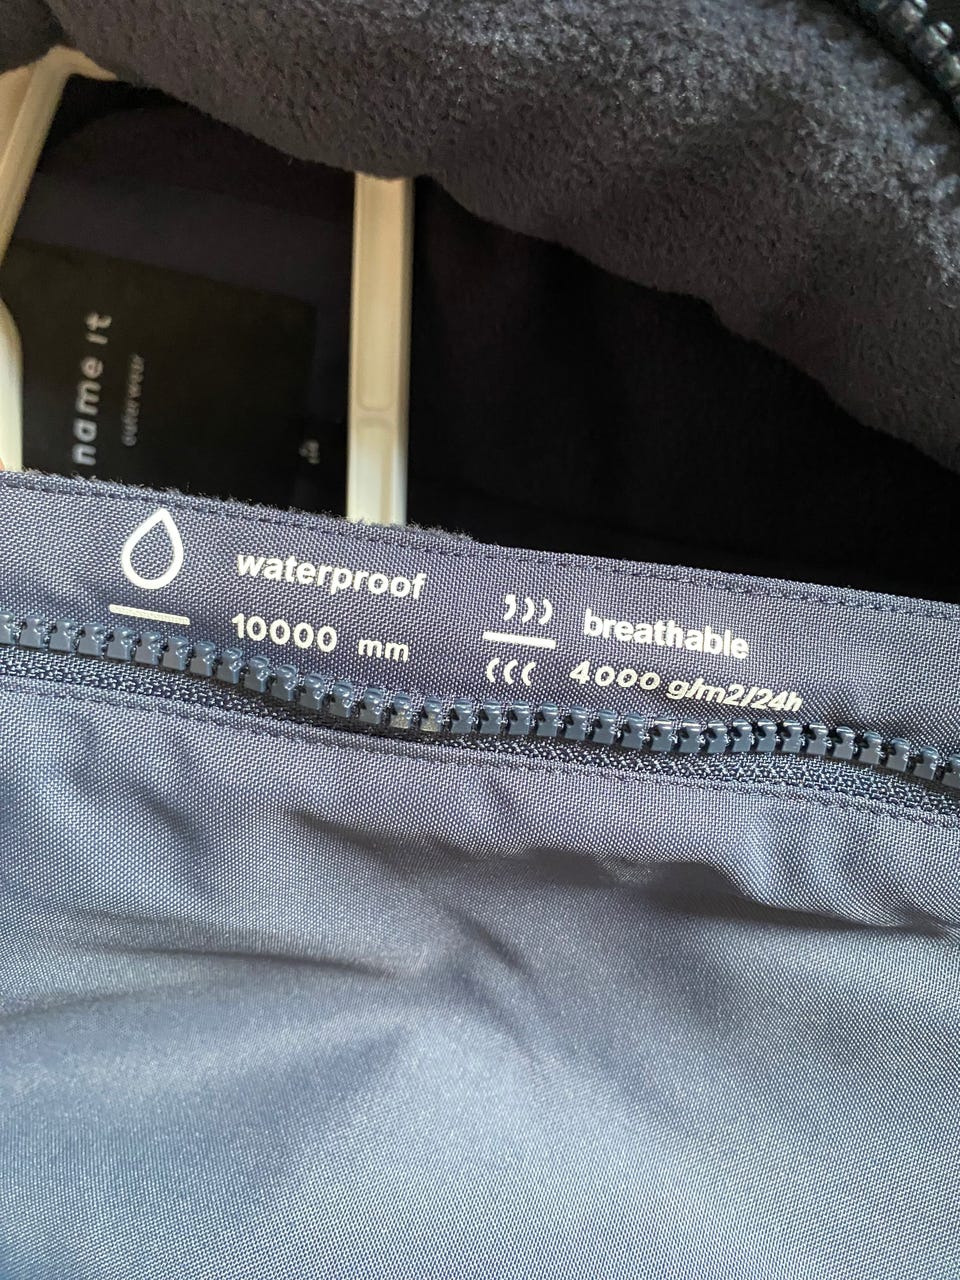 name it
outerwear
waterproof
10000 mm
breathable
4000 g/m2/24h